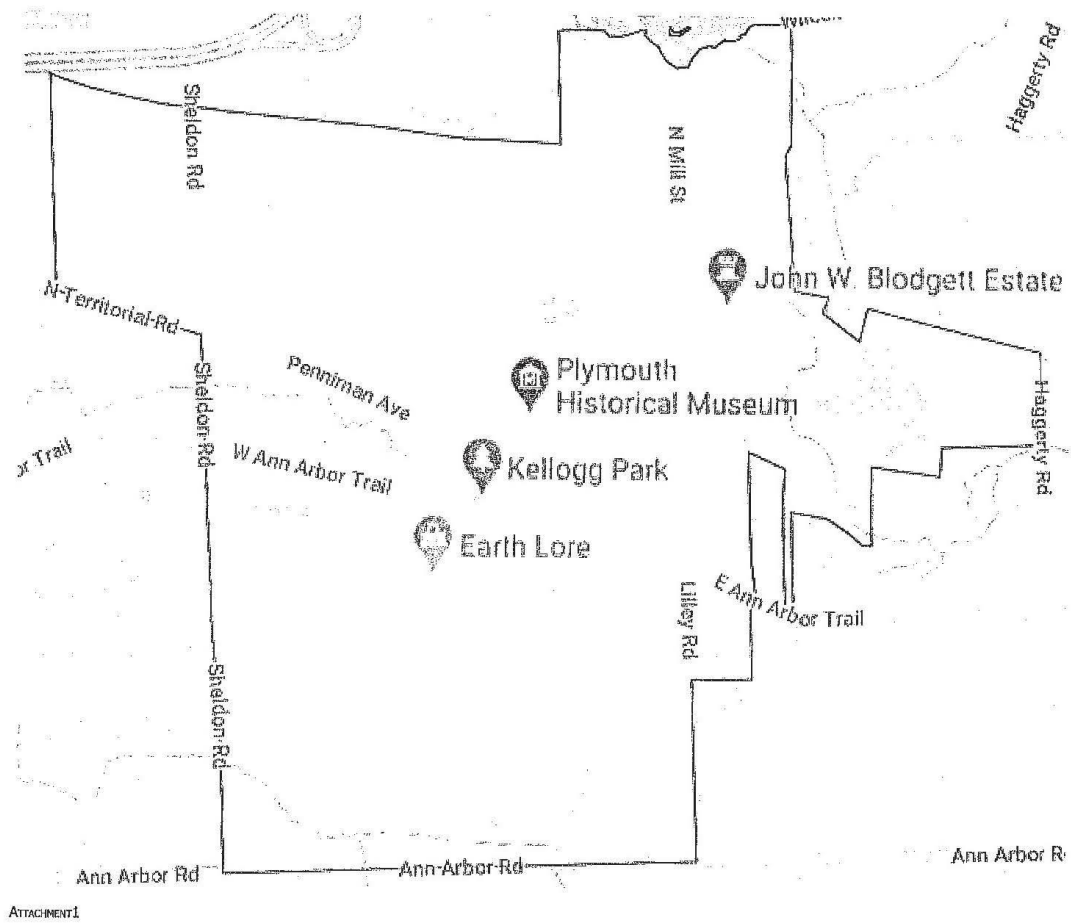 Haggerty Rd
Sheldon Rd
N Mill St
John W. Blodgett Estate
N-Territorial-Rd
Plymouth
Historical Museum
Penniman Ave
Sheldon-Rd
Haggerty Rd
W Ann Arbor Trail
Kellogg Park
Earth Lore
E Ann Arbor Trail
Lilley Rd
Sheldon-Rd
Ann Arbor Rd
Ann-Arbor-Rd
Ann Arbor R
ATTACHMENT1